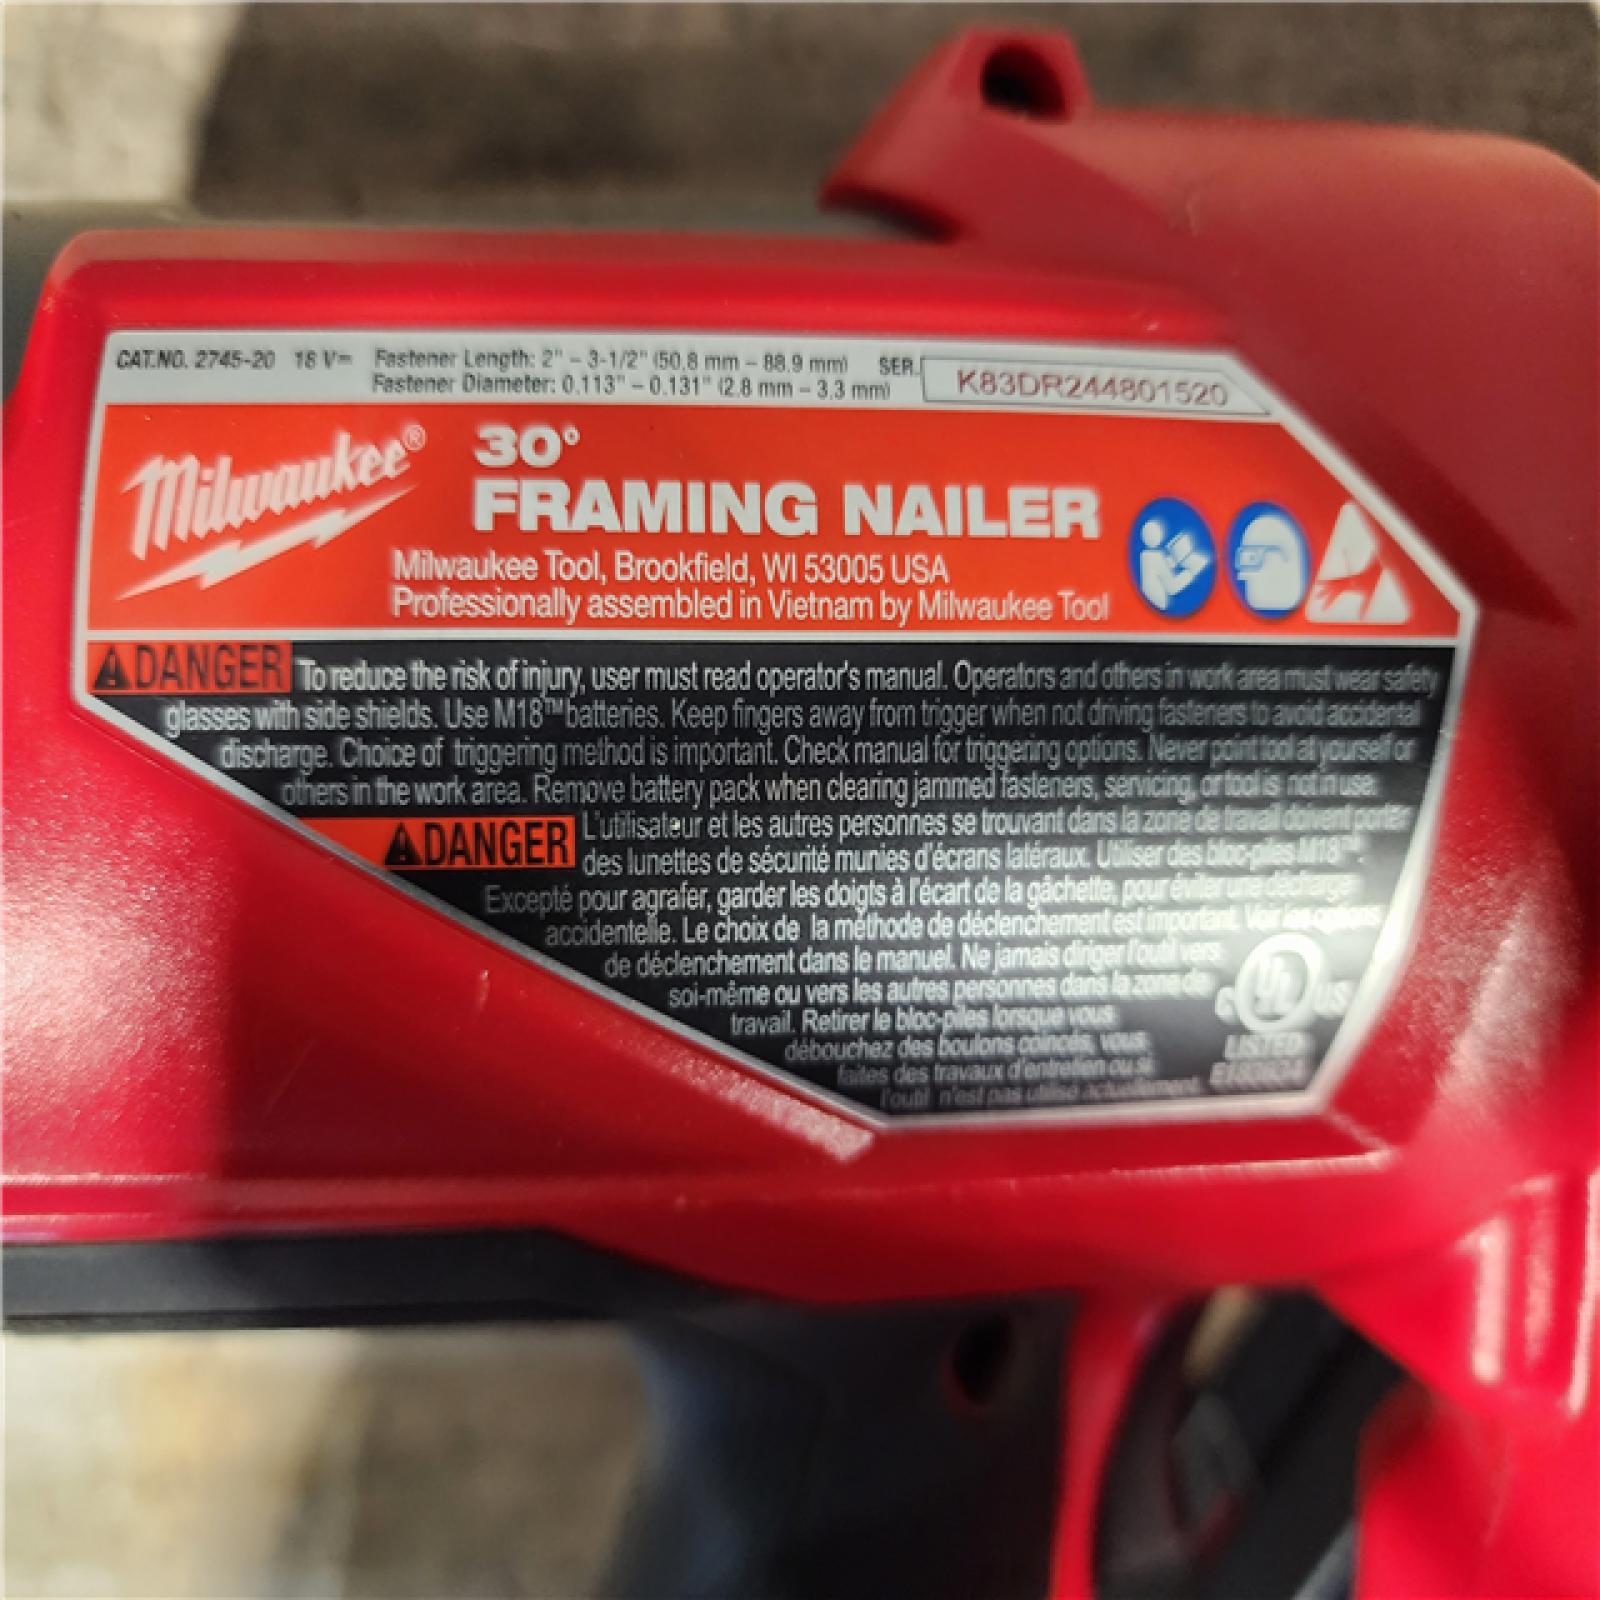 CAT.NO. 2745-20 18 V⎓ Fastener Length: 2" – 3-1/2" (50.8 mm – 88.9 mm) SER.
Fastener Diameter: 0.113" – 0.131" (2.8 mm – 3.3 mm) K83DR244801520
Milwaukee®
30°
FRAMING NAILER
Milwaukee Tool, Brookfield, WI 53005 USA
Professionally assembled in Vietnam by Milwaukee Tool
DANGER To reduce the risk of injury, user must read operator's manual. Operators and others in work area must wear safety
glasses with side shields. Use M18™ batteries. Keep fingers away from trigger when not driving fasteners to avoid accidental
discharge. Choice of triggering method is important. Check manual for triggering options. Never point tool at yourself or
others in the work area. Remove battery pack when clearing jammed fasteners, servicing, or tool is not in use.
DANGER L'utilisateur et les autres personnes se trouvant dans la zone de travail doivent porter
des lunettes de sécurité munies d'écrans latéraux. Utiliser des bloc-piles M18™.
Excepté pour agrafer, garder les doigts à l'écart de la gâchette, pour éviter une décharge
accidentelle. Le choix de la méthode de déclenchement est important. Voir les options
de déclenchement dans le manuel. Ne jamais diriger l'outil vers
soi-même ou vers les autres personnes dans la zone de
travail. Retirer le bloc-piles lorsque vous
débouchez des boulons coincés, vous
faites des travaux d'entretien ou si
l'outil n'est pas utilisé actuellement.
C UL US
LISTED